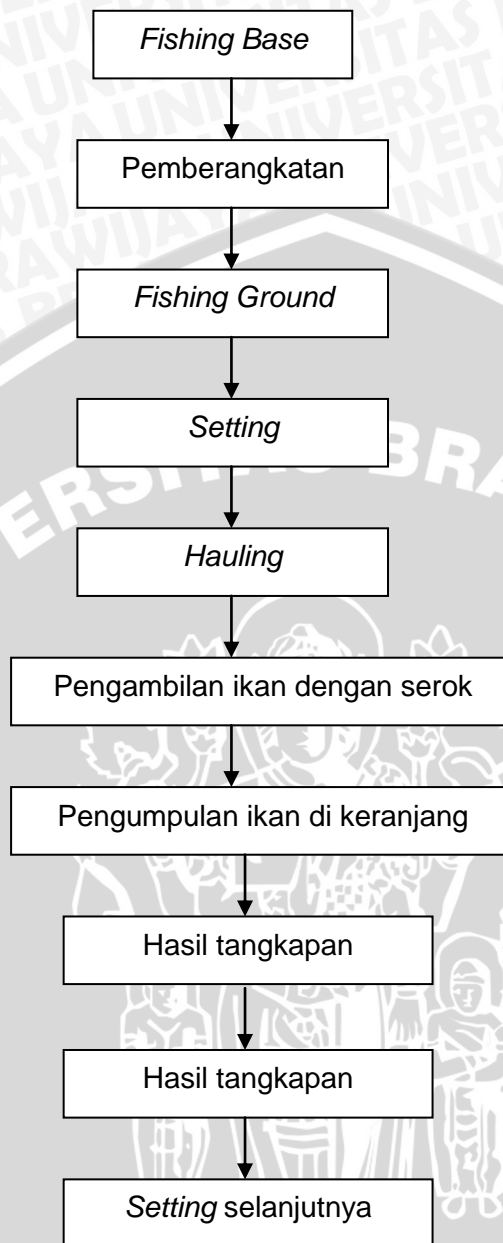 Fishing Base
Pemberangkatan
Fishing Ground
Setting
Hauling
Pengambilan ikan dengan serok
Pengumpulan ikan di keranjang
Hasil tangkapan
Hasil tangkapan
Setting selanjutnya